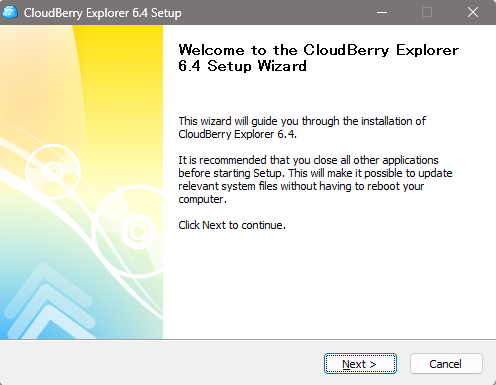 CloudBerry Explorer 6.4 Setup
Welcome to the CloudBerry Explorer
6.4 Setup Wizard
This wizard will guide you through the installation of
CloudBerry Explorer 6.4.
It is recommended that you close all other applications
before starting Setup. This will make it possible to update
relevant system files without having to reboot your
computer.
Click Next to continue.
Next >
Cancel